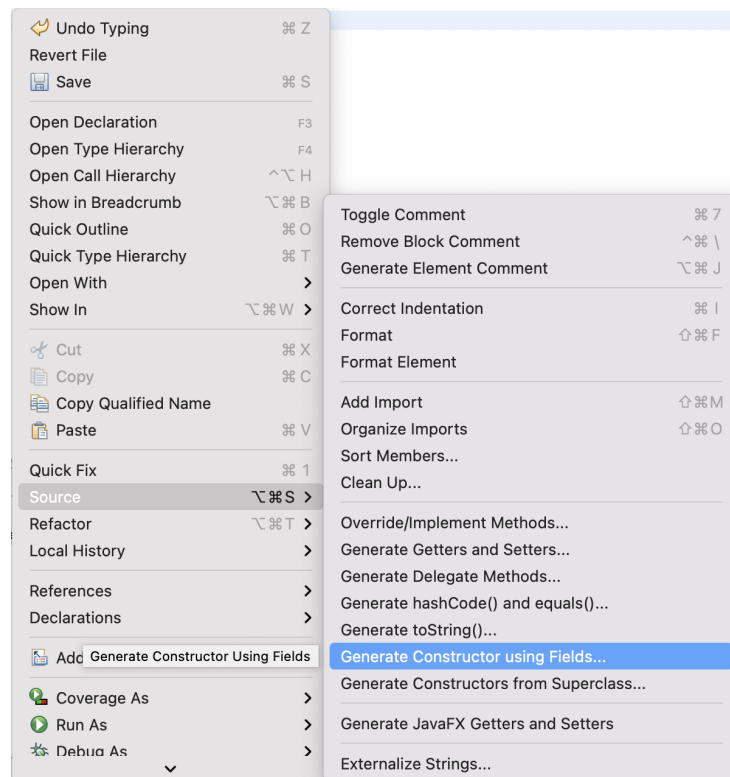 Undo Typing ⌘ Z
Revert File
Save ⌘ S
Open Declaration F3
Open Type Hierarchy F4
Open Call Hierarchy ^⌥ H
Show in Breadcrumb ⌥⌘ B
Quick Outline ⌘ O
Quick Type Hierarchy ⌘ T
Open With
Show In ⌥⌘ W
Cut ⌘ X
Copy ⌘ C
Copy Qualified Name
Paste ⌘ V
Quick Fix ⌘ 1
Source ⌥⌘ S
Refactor ⌥⌘ T
Local History
References
Declarations
Add
Generate Constructor Using Fields
Coverage As
Run As
Debug As
Toggle Comment ⌘ 7
Remove Block Comment ^⌘ \
Generate Element Comment ⌥⌘ J
Correct Indentation ⌘ I
Format ⇧⌘ F
Format Element
Add Import ⇧⌘ M
Organize Imports ⇧⌘ O
Sort Members...
Clean Up...
Override/Implement Methods...
Generate Getters and Setters...
Generate Delegate Methods...
Generate hashCode() and equals()...
Generate toString()...
Generate Constructor using Fields...
Generate Constructors from Superclass...
Generate JavaFX Getters and Setters
Externalize Strings...